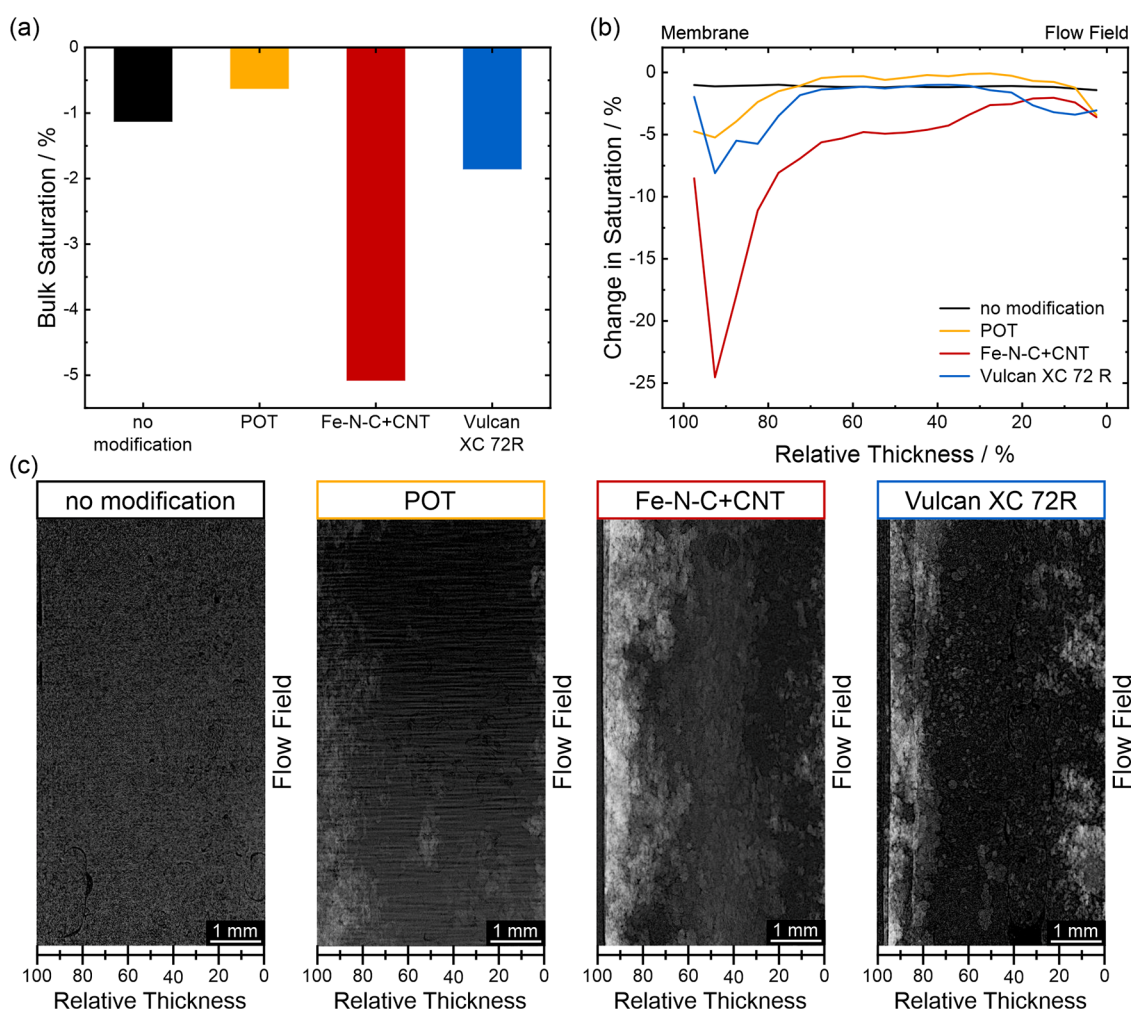 (a)
0
-1
-2
-3
-4
-5
Bulk Saturation / %
no
modification
POT
Fe-N-C+CNT
Vulcan
XC 72R
(b)
Membrane
Flow Field
0
-5
-10
-15
-20
-25
Change in Saturation / %
no modification
POT
Fe-N-C+CNT
Vulcan XC 72 R
100 80 60 40 20 0
Relative Thickness / %
(c)
no modification
Flow Field
1 mm
100 80 60 40 20 0
Relative Thickness
POT
Flow Field
1 mm
100 80 60 40 20 0
Relative Thickness
Fe-N-C+CNT
Flow Field
1 mm
100 80 60 40 20 0
Relative Thickness
Vulcan XC 72R
Flow Field
1 mm
100 80 60 40 20 0
Relative Thickness